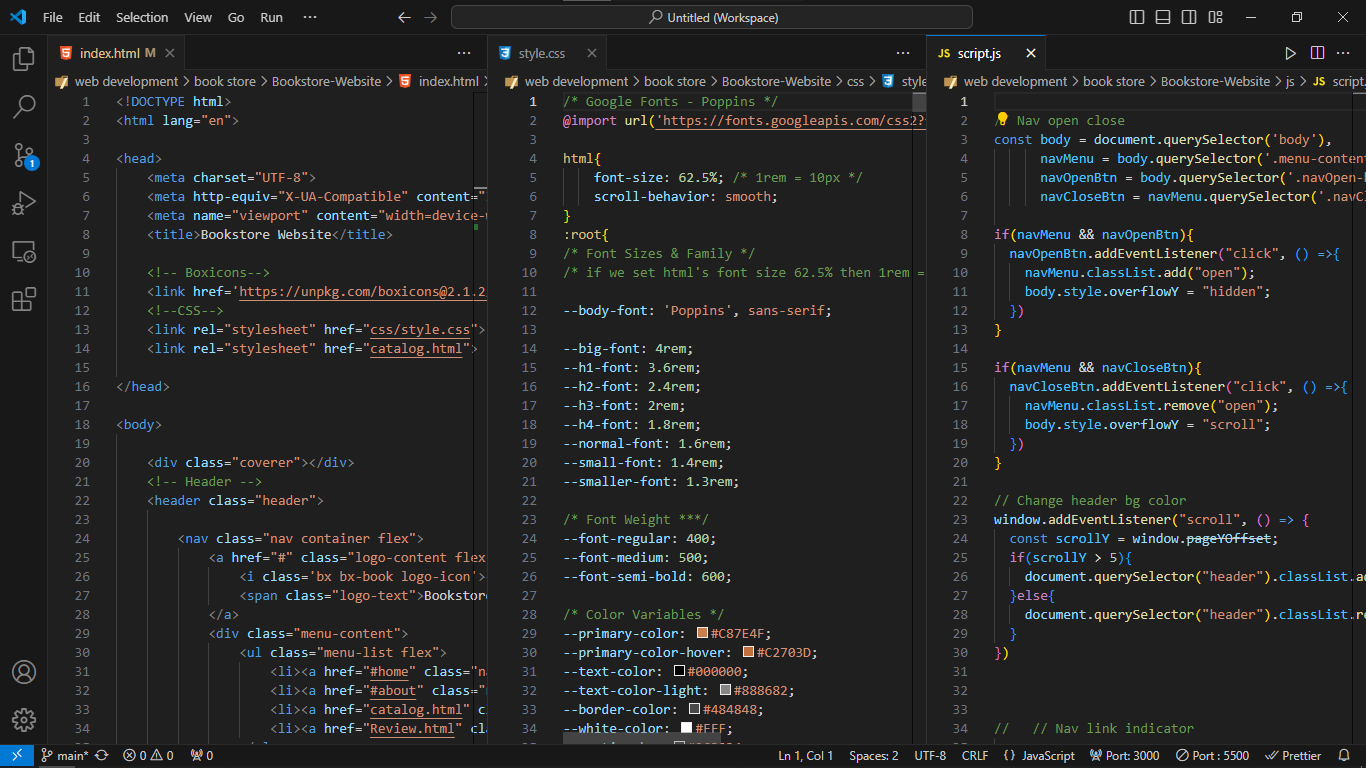 File Edit Selection View Go Run ··· Untitled (Workspace)
index.html M
web development > book store > Bookstore-Website > index.html >
1 <!DOCTYPE html>
2 <html lang="en">
3
4 <head>
5 <meta charset="UTF-8">
6 <meta http-equiv="X-UA-Compatible" content="
7 <meta name="viewport" content="width=device-
8 <title>Bookstore Website</title>
9
10 <!-- Boxicons-->
11 <link href='https://unpkg.com/boxicons@2.1.2
12 <!--CSS-->
13 <link rel="stylesheet" href="css/style.css">
14 <link rel="stylesheet" href="catalog.html">
15
16 </head>
17
18 <body>
19
20 <div class="coverer"></div>
21 <!-- Header -->
22 <header class="header">
23
24 <nav class="nav container flex">
25 <a href="#" class="logo-content flex
26 <i class='bx bx-book logo-icon'>
27 <span class="logo-text">Bookstor
28 </a>
29 <div class="menu-content">
30 <ul class="menu-list flex">
31 <li><a href="#home" class="na
32 <li><a href="#about" class="
33 <li><a href="catalog.html" c
34 <li><a href="Review.html" cla
style.css
web development > book store > Bookstore-Website > css > style
1 /* Google Fonts - Poppins */
2 @import url('https://fonts.googleapis.com/css2?
3
4 html{
5 font-size: 62.5%; /* 1rem = 10px */
6 scroll-behavior: smooth;
7 }
8 :root{
9 /* Font Sizes & Family */
10 /* if we set html's font size 62.5% then 1rem =
11
12 --body-font: 'Poppins', sans-serif;
13
14 --big-font: 4rem;
15 --h1-font: 3.6rem;
16 --h2-font: 2.4rem;
17 --h3-font: 2rem;
18 --h4-font: 1.8rem;
19 --normal-font: 1.6rem;
20 --small-font: 1.4rem;
21 --smaller-font: 1.3rem;
22
23 /* Font Weight ***/
24 --font-regular: 400;
25 --font-medium: 500;
26 --font-semi-bold: 600;
27
28 /* Color Variables */
29 --primary-color: #C87E4F;
30 --primary-color-hover: #C2703D;
31 --text-color: #000000;
32 --text-color-light: #888682;
33 --border-color: #484848;
34 --white-color: #FFF;
JS script.js
web development > book store > Bookstore-Website > js > JS script.
1
2 / Nav open close
3 const body = document.querySelector('body'),
4 navMenu = body.querySelector('.menu-content
5 navOpenBtn = body.querySelector('.navOpen-
6 navCloseBtn = navMenu.querySelector('.navCl
7
8 if(navMenu && navOpenBtn){
9 navOpenBtn.addEventListener("click", () =>{
10 navMenu.classList.add("open");
11 body.style.overflowY = "hidden";
12 })
13 }
14
15 if(navMenu && navCloseBtn){
16 navCloseBtn.addEventListener("click", () =>{
17 navMenu.classList.remove("open");
18 body.style.overflowY = "scroll";
19 })
20 }
21
22 // Change header bg color
23 window.addEventListener("scroll", () => {
24 const scrollY = window.pageYOffset;
25 if(scrollY > 5){
26 document.querySelector("header").classList.ad
27 }else{
28 document.querySelector("header").classList.re
29 }
30 })
31
32
33
34 // // Nav link indicator
1
main* 0 0 0 Ln 1, Col 1 Spaces: 2 UTF-8 CRLF {} JavaScript Port: 3000 Port : 5500 Prettier